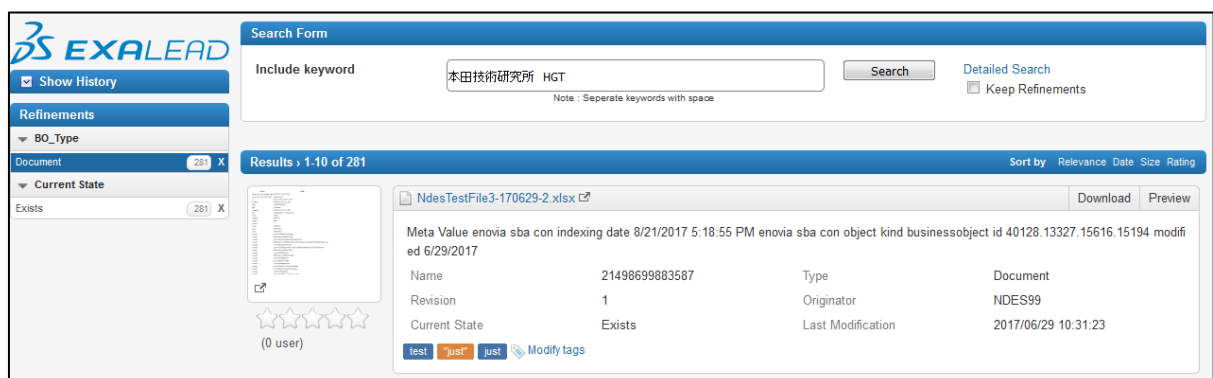 3S EXALEAD
Show History
Refinements
BO_Type
Document 281 X
Current State
Exists 281 X
Search Form
Include keyword 本田技術研究所 HGT Search Detailed Search
Note : Seperate keywords with space Keep Refinements
Results › 1-10 of 281 Sort by Relevance Date Size Rating
NdesTestFile3-170629-2.xlsx Download Preview
Meta Value enovia sba con indexing date 8/21/2017 5:18:55 PM enovia sba con object kind businessobject id 40128.13327.15616.15194 modifi
ed 6/29/2017
Name 21498699883587 Type Document
Revision 1 Originator NDES99
Current State Exists Last Modification 2017/06/29 10:31:23
(0 user)
test "just" just Modify tags